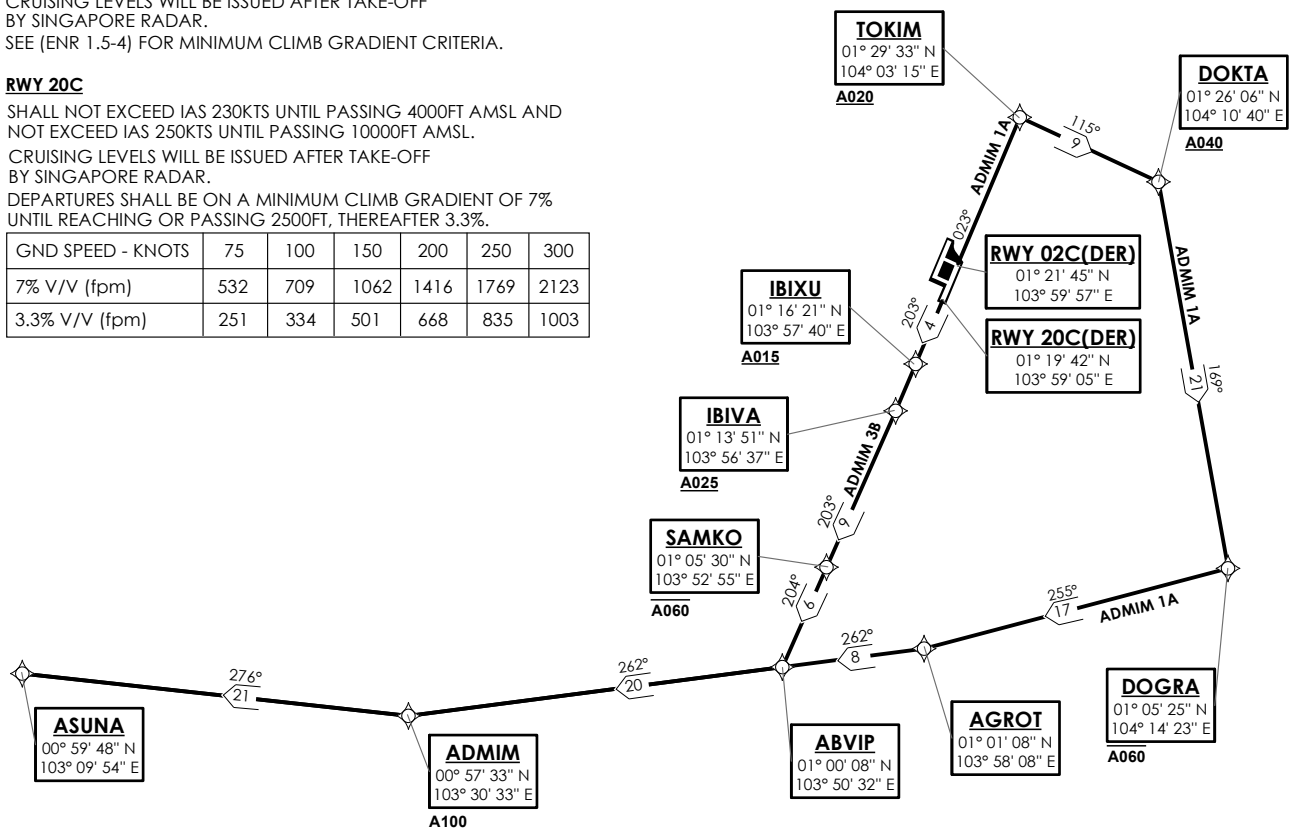 CRUISING LEVELS WILL BE ISSUED AFTER TAKE-OFF
BY SINGAPORE RADAR.
SEE (ENR 1.5-4) FOR MINIMUM CLIMB GRADIENT CRITERIA.
RWY 20C
SHALL NOT EXCEED IAS 230KTS UNTIL PASSING 4000FT AMSL AND
NOT EXCEED IAS 250KTS UNTIL PASSING 10000FT AMSL.
CRUISING LEVELS WILL BE ISSUED AFTER TAKE-OFF
BY SINGAPORE RADAR.
DEPARTURES SHALL BE ON A MINIMUM CLIMB GRADIENT OF 7%
UNTIL REACHING OR PASSING 2500FT, THEREAFTER 3.3%.
GND SPEED - KNOTS 75 100 150 200 250 300
7% V/V (fpm) 532 709 1062 1416 1769 2123
3.3% V/V (fpm) 251 334 501 668 835 1003
TOKIM
01° 29' 33" N
104° 03' 15" E
A020
DOKTA
01° 26' 06" N
104° 10' 40" E
A040
115°
9
ADMIM 1A
023°
RWY 02C(DER)
01° 21' 45" N
103° 59' 57" E
RWY 20C(DER)
01° 19' 42" N
103° 59' 05" E
ADMIM 1A
169°
21
IBIXU
01° 16' 21" N
103° 57' 40" E
A015
203°
4
IBIVA
01° 13' 51" N
103° 56' 37" E
A025
ADMIM 3B
203°
9
SAMKO
01° 05' 30" N
103° 52' 55" E
A060
204°
6
255°
17
ADMIM 1A
262°
8
262°
20
276°
21
DOGRA
01° 05' 25" N
104° 14' 23" E
A060
AGROT
01° 01' 08" N
103° 58' 08" E
ABVIP
01° 00' 08" N
103° 50' 32" E
ADMIM
00° 57' 33" N
103° 30' 33" E
A100
ASUNA
00° 59' 48" N
103° 09' 54" E